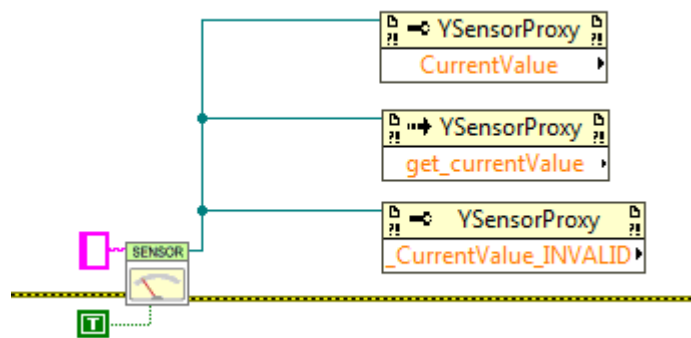 YSensorProxy
CurrentValue
YSensorProxy
get_currentValue
YSensorProxy
_CurrentValue_INVALID
SENSOR
T